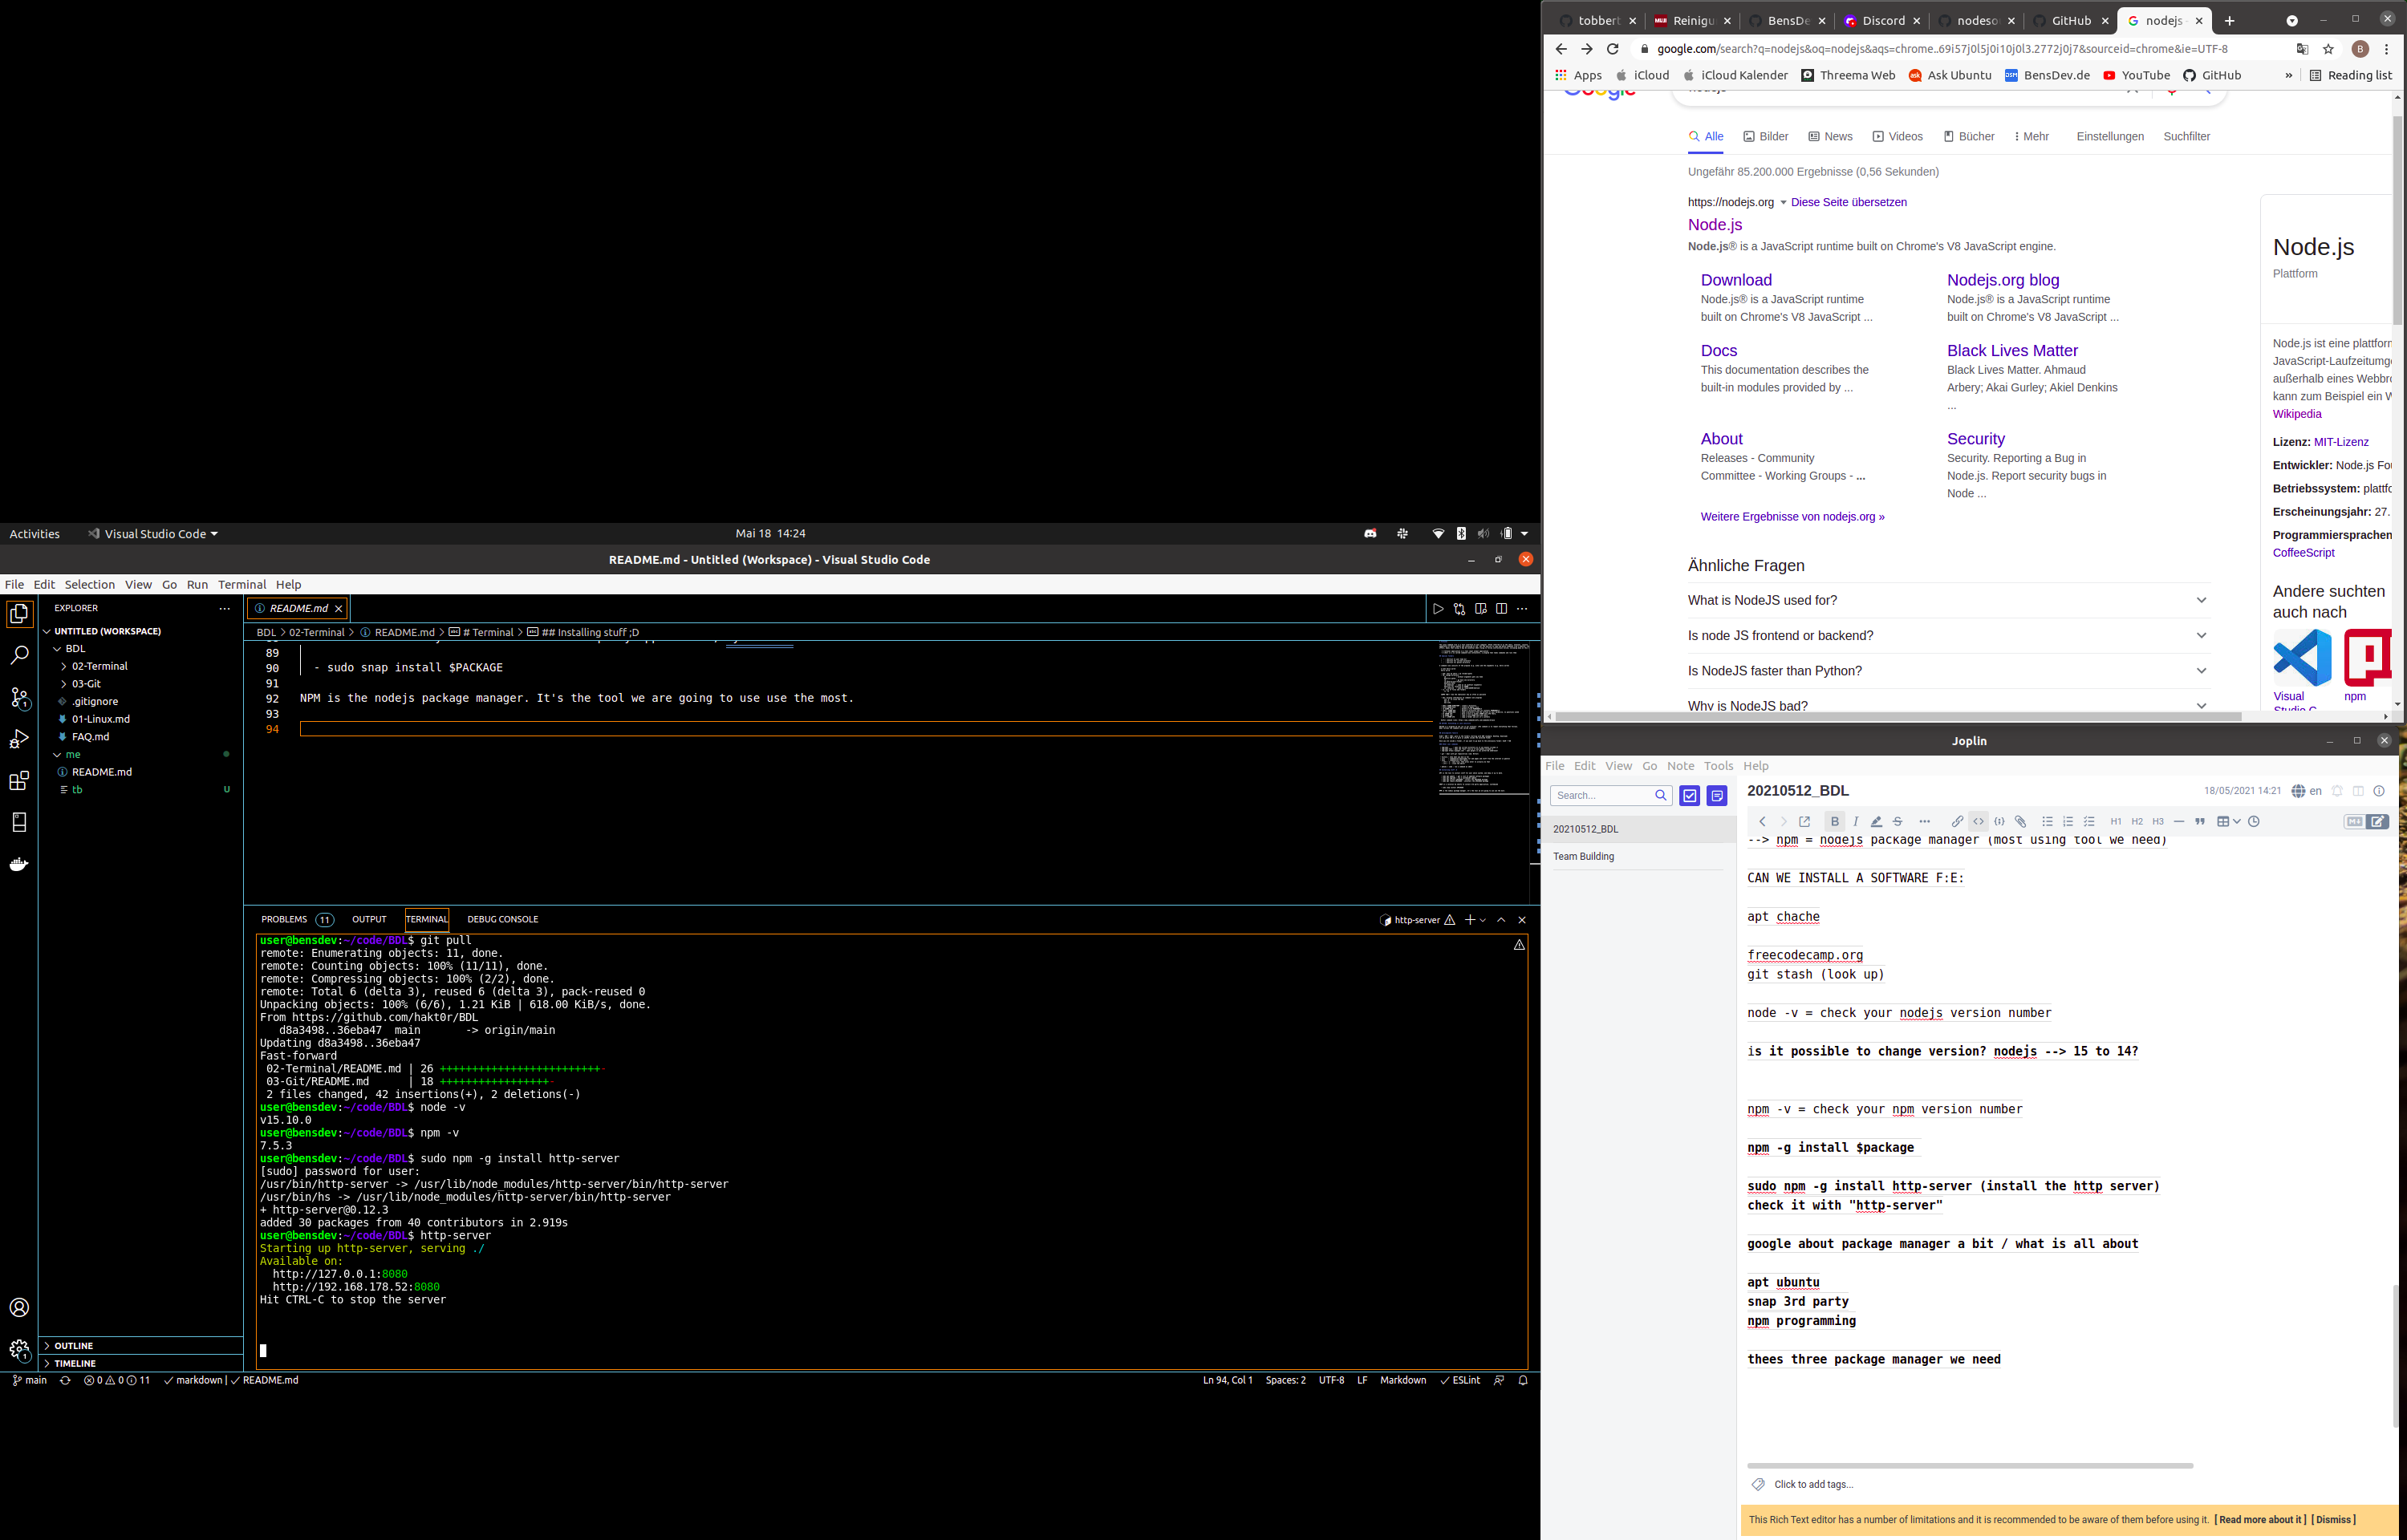 Activities
Visual Studio Code
Mai 18 14:24
README.md - Untitled (Workspace) - Visual Studio Code
File Edit Selection View Go Run Terminal Help
EXPLORER
UNTITLED (WORKSPACE)
BDL
02-Terminal
03-Git
.gitignore
01-Linux.md
FAQ.md
me
README.md
tb U
OUTLINE
TIMELINE
README.md
BDL > 02-Terminal > README.md > # Terminal > ## Installing stuff ;D
89
90 - sudo snap install $PACKAGE
91
92 NPM is the nodejs package manager. It's the tool we are going to use use the most.
93
94
PROBLEMS 11 OUTPUT TERMINAL DEBUG CONSOLE
http-server
user@bensdev:~/code/BDL$ git pull
remote: Enumerating objects: 11, done.
remote: Counting objects: 100% (11/11), done.
remote: Compressing objects: 100% (2/2), done.
remote: Total 6 (delta 3), reused 6 (delta 3), pack-reused 0
Unpacking objects: 100% (6/6), 1.21 KiB | 618.00 KiB/s, done.
From https://github.com/hakt0r/BDL
d8a3498..36eba47 main -> origin/main
Updating d8a3498..36eba47
Fast-forward
02-Terminal/README.md | 26 +++++++++++++++++++++++++-
03-Git/README.md | 18 +++++++++++++++++-
2 files changed, 42 insertions(+), 2 deletions(-)
user@bensdev:~/code/BDL$ node -v
v15.10.0
user@bensdev:~/code/BDL$ npm -v
7.5.3
user@bensdev:~/code/BDL$ sudo npm -g install http-server
[sudo] password for user:
/usr/bin/http-server -> /usr/lib/node_modules/http-server/bin/http-server
/usr/bin/hs -> /usr/lib/node_modules/http-server/bin/http-server
+ http-server@0.12.3
added 30 packages from 40 contributors in 2.919s
user@bensdev:~/code/BDL$ http-server
Starting up http-server, serving ./
Available on:
http://127.0.0.1:8080
http://192.168.178.52:8080
Hit CTRL-C to stop the server
main 0 0 11 markdown | README.md
Ln 94, Col 1 Spaces: 2 UTF-8 LF Markdown ESLint
tobbert Reinigu BensDe Discord nodeso GitHub nodejs -
google.com/search?q=nodejs&oq=nodejs&aqs=chrome..69i57j0l5j0i10j0l3.2772j0j7&sourceid=chrome&ie=UTF-8
B
Apps iCloud iCloud Kalender Threema Web Ask Ubuntu BensDev.de YouTube GitHub » Reading list
Alle Bilder News Videos Bücher Mehr Einstellungen Suchfilter
Ungefähr 85.200.000 Ergebnisse (0,56 Sekunden)
https://nodejs.org Diese Seite übersetzen
Node.js
Node.js® is a JavaScript runtime built on Chrome's V8 JavaScript engine.
Download
Node.js® is a JavaScript runtime
built on Chrome's V8 JavaScript ...
Nodejs.org blog
Node.js® is a JavaScript runtime
built on Chrome's V8 JavaScript ...
Docs
This documentation describes the
built-in modules provided by ...
Black Lives Matter
Black Lives Matter. Ahmaud
Arbery; Akai Gurley; Akiel Denkins
...
About
Releases - Community
Committee - Working Groups - ...
Security
Security. Reporting a Bug in
Node.js. Report security bugs in
Node ...
Weitere Ergebnisse von nodejs.org »
Ähnliche Fragen
What is NodeJS used for?
Is node JS frontend or backend?
Is NodeJS faster than Python?
Why is NodeJS bad?
Node.js
Plattform
Node.js ist eine plattform
JavaScript-Laufzeitumge
außerhalb eines Webbro
kann zum Beispiel ein W
Wikipedia
Lizenz: MIT-Lizenz
Entwickler: Node.js Fou
Betriebssystem: plattfo
Erscheinungsjahr: 27.
Programmiersprachen
CoffeeScript
Andere suchten
auch nach
Visual
npm
Joplin
File Edit View Go Note Tools Help
Search...
20210512_BDL
Team Building
20210512_BDL
18/05/2021 14:21 en
B I S H1 H2 H3
--> npm = nodejs package manager (most using tool we need)
CAN WE INSTALL A SOFTWARE F:E:
apt chache
freecodecamp.org
git stash (look up)
node -v = check your nodejs version number
is it possible to change version? nodejs --> 15 to 14?
npm -v = check your npm version number
npm -g install $package
sudo npm -g install http-server (install the http server)
check it with "http-server"
google about package manager a bit / what is all about
apt ubuntu
snap 3rd party
npm programming
thees three package manager we need
Click to add tags...
This Rich Text editor has a number of limitations and it is recommended to be aware of them before using it. [ Read more about it ] [ Dismiss ]